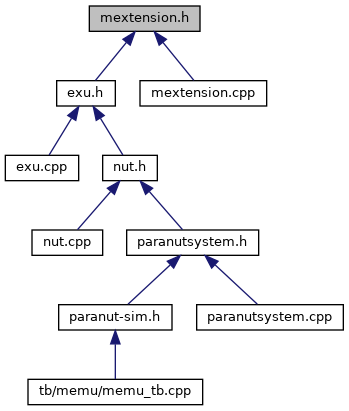 mextension.h
exu.h
mextension.cpp
exu.cpp
nut.h
nut.cpp
paranutsystem.h
paranut-sim.h
paranutsystem.cpp
tb/memu/memu_tb.cpp